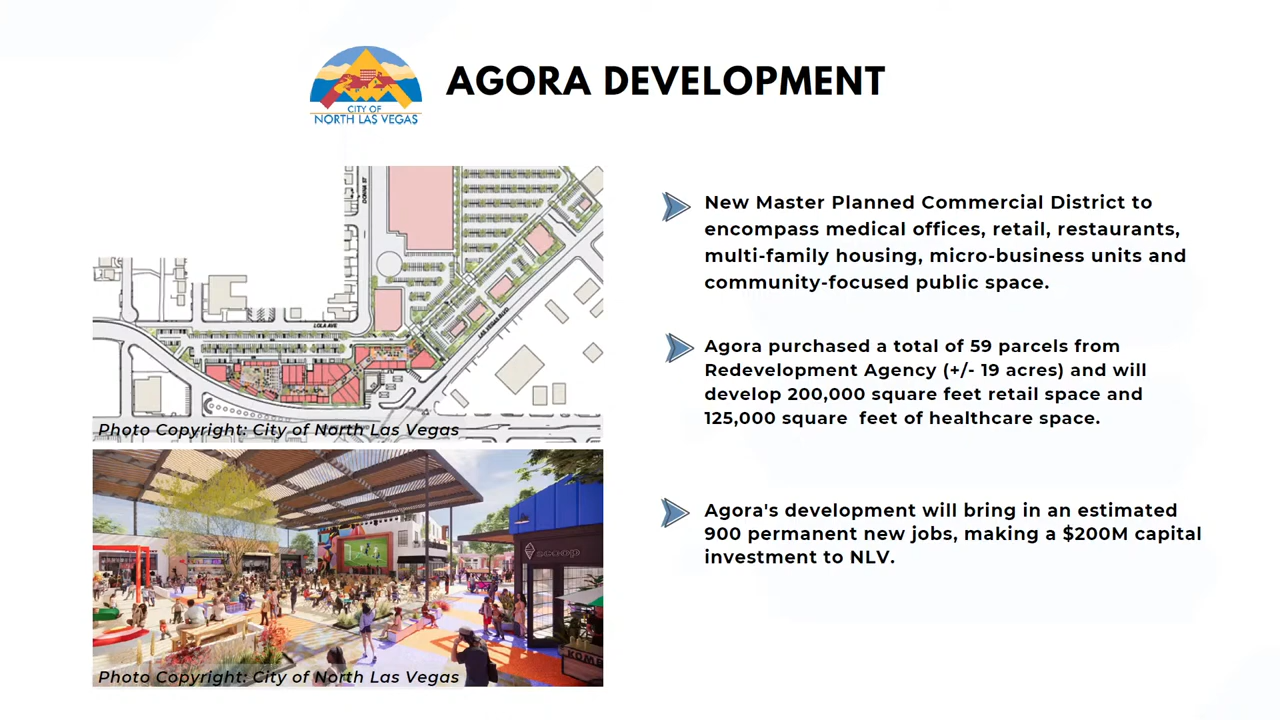 CITY OF
NORTH LAS VEGAS
AGORA DEVELOPMENT
DONNA ST
LOLA AVE
LAS VEGAS BLVD
Photo Copyright: City of North Las Vegas
scoop
KOMB
Photo Copyright: City of North Las Vegas
New Master Planned Commercial District to
encompass medical offices, retail, restaurants,
multi-family housing, micro-business units and
community-focused public space.
Agora purchased a total of 59 parcels from
Redevelopment Agency (+/- 19 acres) and will
develop 200,000 square feet retail space and
125,000 square  feet of healthcare space.
Agora's development will bring in an estimated
900 permanent new jobs, making a $200M capital
investment to NLV.